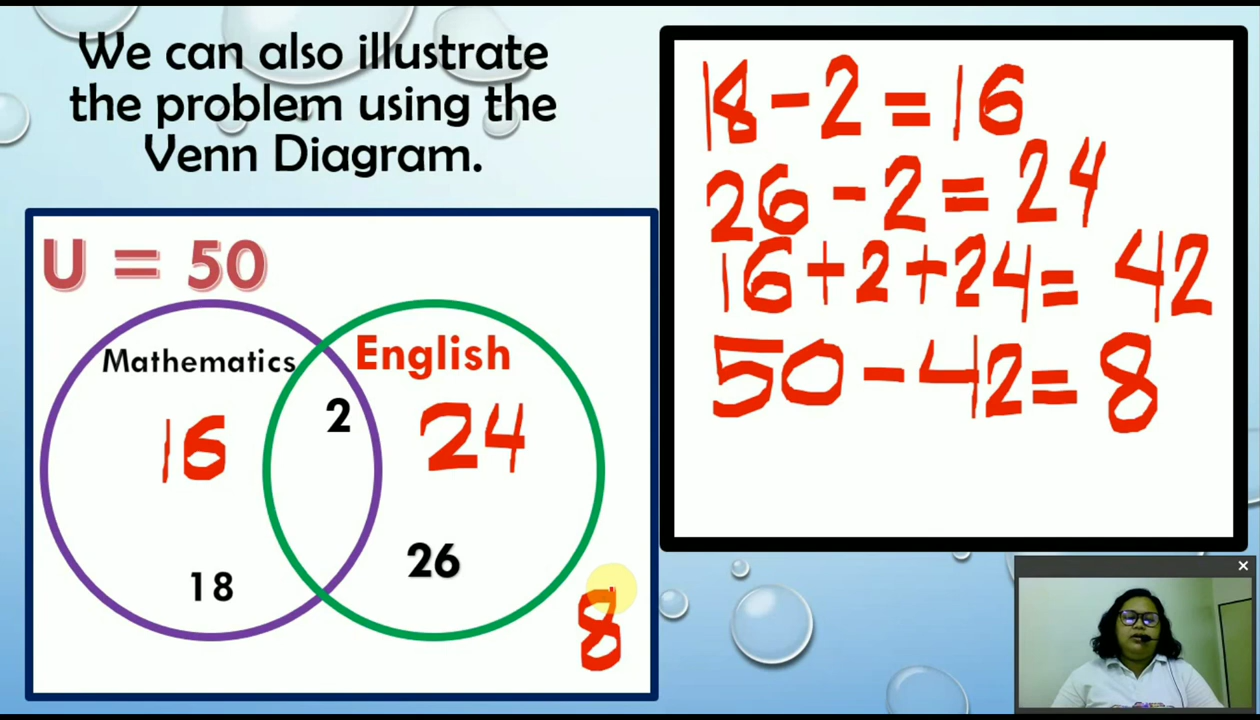 We can also illustrate
the problem using the
Venn Diagram.
U = 50
Mathematics
English
2
16
24
26
18
8
18-2=16
26-2=24
16+2+24=42
50-42=8